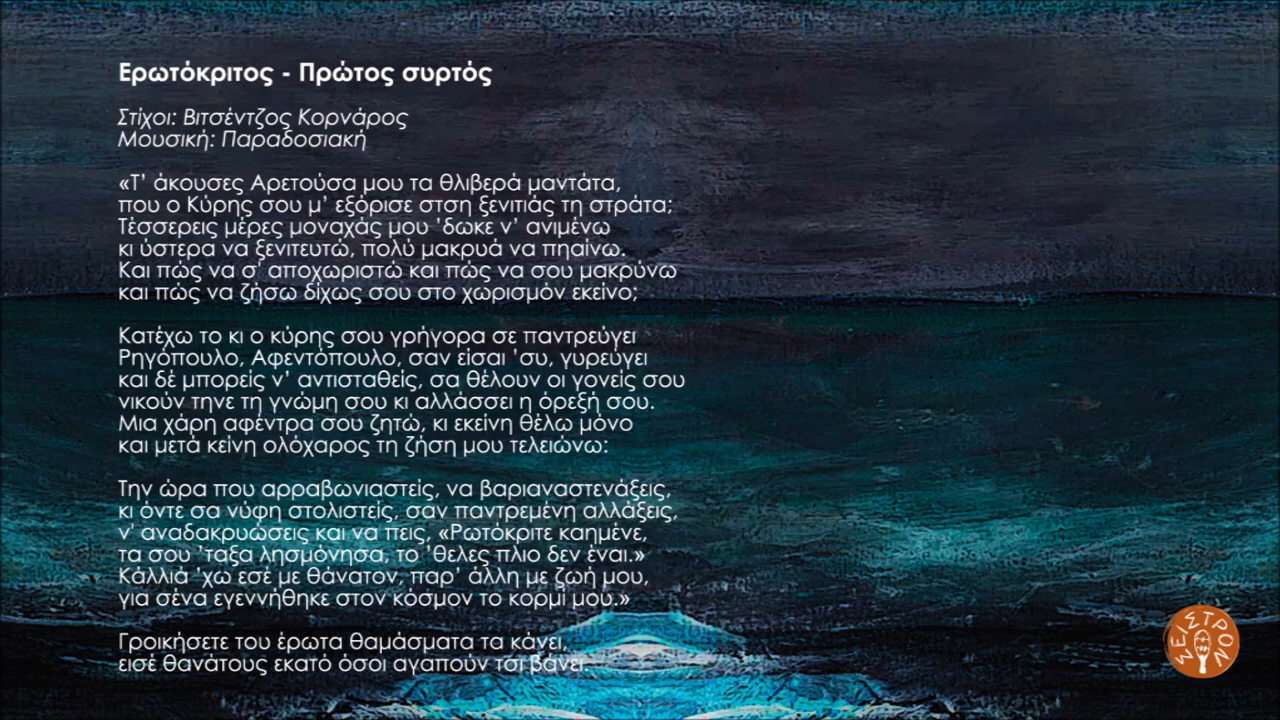 Ερωτόκριτος - Πρώτος συρτός
Στίχοι: Βιτσέντζος Κορνάρος
Μουσική: Παραδοσιακή
«Τ' άκουσες Αρετούσα μου τα θλιβερά μαντάτα,
που ο Κύρης σου μ' εξόρισε στση ξενιτιάς τη στράτα;
Τέσσερεις μέρες μοναχάς μου 'δωκε ν' ανιμένω
κι ύστερα να ξενιτευτώ, πολύ μακρυά να πηαίνω.
Και πώς να σ' αποχωριστώ και πώς να σου μακρύνω
και πώς να ζήσω δίχως σου στο χωρισμόν εκείνο;
Κατέχω το κι ο κύρης σου γρήγορα σε παντρεύγει
Ρηγόπουλο, Αφεντόπουλο, σαν είσαι 'συ, γυρεύγει
και δέ μπορείς ν' αντισταθείς, σα θέλουν οι γονείς σου
νικούν τηνε τη γνώμη σου κι αλλάσσει η όρεξή σου.
Μια χάρη αφέντρα σου ζητώ, κι εκείνη θέλω μόνο
και μετά κείνη ολόχαρος τη ζήση μου τελειώνω:
Την ώρα που αρραβωνιαστείς, να βαριαναστενάξεις,
κι όντε σα νύφη στολιστείς, σαν παντρεμένη αλλάξεις,
ν' αναδακρυώσεις και να πεις, «Ρωτόκριτε καημένε,
τα σου 'ταξα λησμόνησα, το 'θελες πλιο δεν έναι.»
Κάλλιά 'χω εσέ με θάνατον, παρ' άλλη με ζωή μου,
για σένα εγεννήθηκε στον κόσμον το κορμί μου.»
Γροικήσετε του έρωτα θαμάσματα τα κάνει,
εισέ θανάτους εκατό όσοι αγαπούν τσι βάνει.
ΜΕΙΣΤΡΟΝ